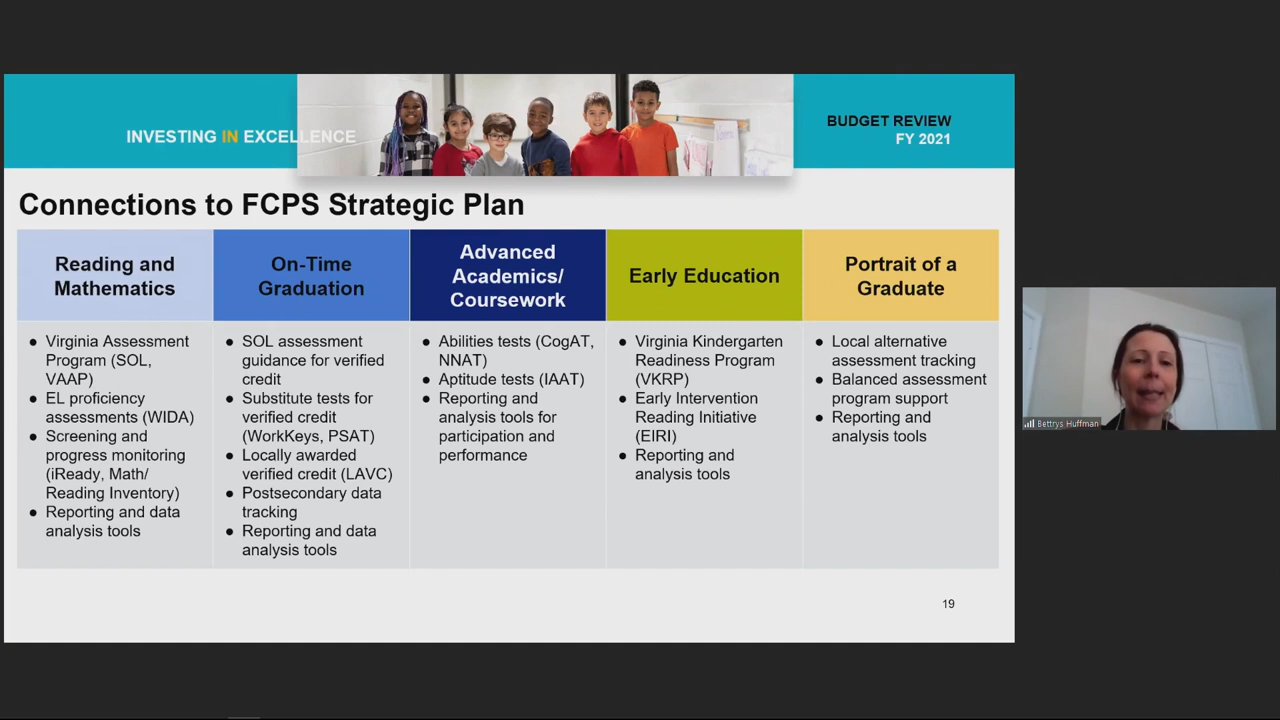 INVESTING IN EXCELLENCE
BUDGET REVIEW
FY 2021
Connections to FCPS Strategic Plan
Reading and
Mathematics
On-Time
Graduation
Advanced
Academics/
Coursework
Early Education
Portrait of a
Graduate
● Virginia Assessment
Program (SOL,
VAAP)
● EL proficiency
assessments (WIDA)
● Screening and
progress monitoring
(iReady, Math/
Reading Inventory)
● Reporting and data
analysis tools
● SOL assessment
guidance for verified
credit
● Substitute tests for
verified credit
(WorkKeys, PSAT)
● Locally awarded
verified credit (LAVC)
● Postsecondary data
tracking
● Reporting and data
analysis tools
● Abilities tests (CogAT,
NNAT)
● Aptitude tests (IAAT)
● Reporting and
analysis tools for
participation and
performance
● Virginia Kindergarten
Readiness Program
(VKRP)
● Early Intervention
Reading Initiative
(EIRI)
● Reporting and
analysis tools
● Local alternative
assessment tracking
● Balanced assessment
program support
● Reporting and
analysis tools
19
Bettrys Huffman